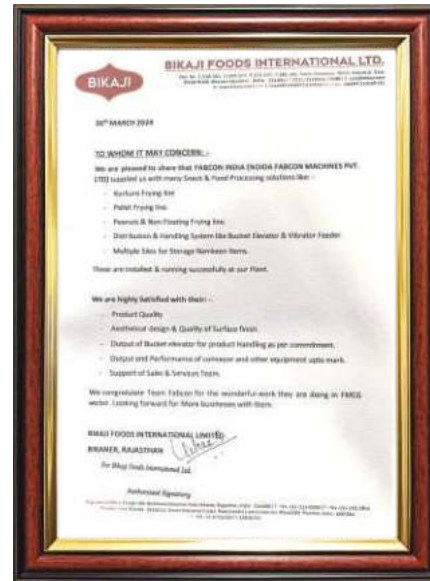 BIKAJI
BIKAJI FOODS INTERNATIONAL LTD.
06th MARCH 2024
TO WHOM IT MAY CONCERN: -
We are pleased to share that FABCON INDIA (ENOIDA FABCON MACHINES PVT.
LTD) supplied us with many Snack & Food Processing solutions like -
- Kurkure Frying line
- Pellet Frying line.
- Peanuts & Non Floating Frying line.
- Distribution & Handling System like Bucket Elevator & Vibrator Feeder.
- Multiple Silos for Storage Namkeen Items.
These are installed & running successfully at our Plant.
We are highly Satisfied with their: -
- Product Quality
- Aesthetical design & Quality of Surface finish.
- Output of Bucket elevator for product Handling as per commitment.
- Output and Performance of conveyor and other equipment upto mark.
- Support of Sales & Services Team.
We congratulate Team Fabcon for the wonderful work they are doing in FMCG
sector. Looking forward for More businesses with them.
BIKAJI FOODS INTERNATIONAL LIMITED
BIKANER, RAJASTHAN
For Bikaji Foods International Ltd.
Authorised Signatory